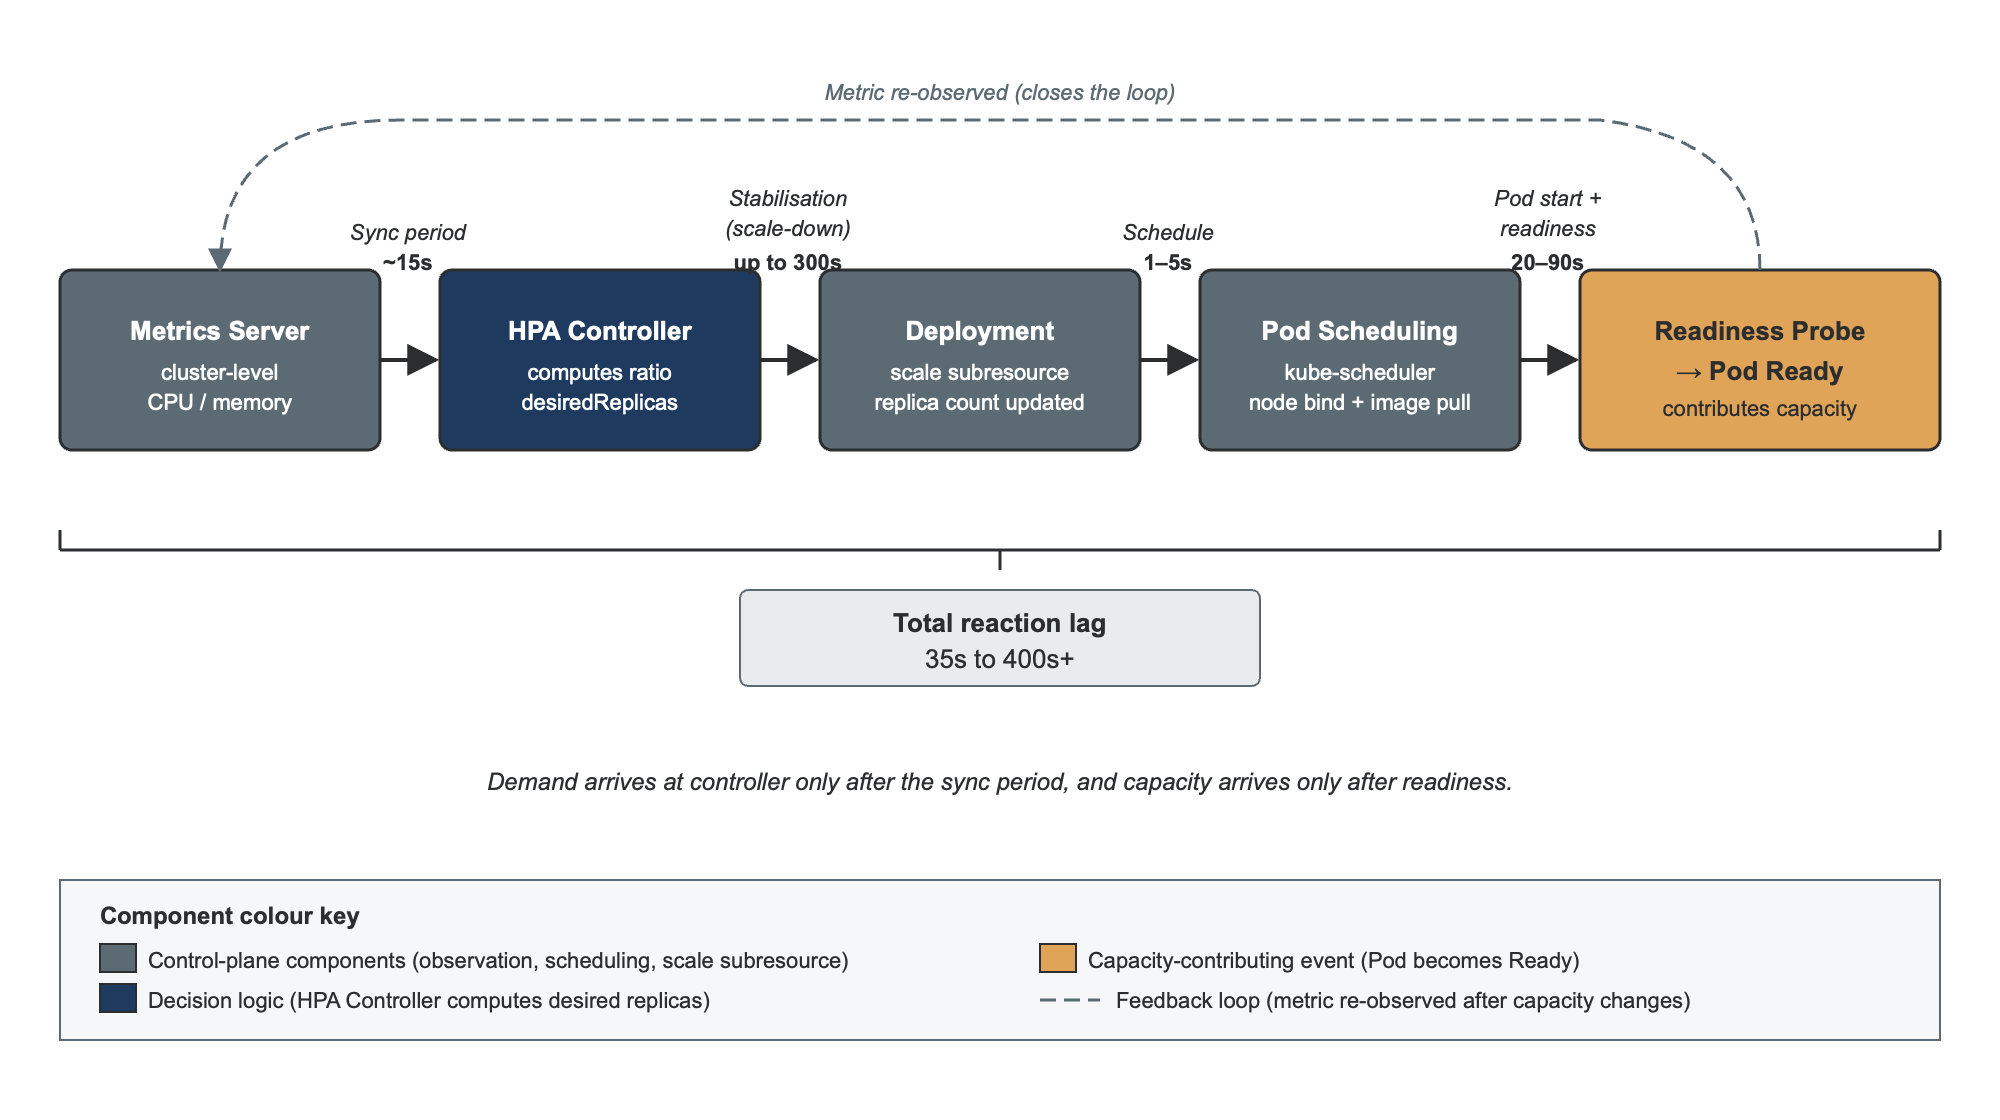 Metric re-observed (closes the loop)
Sync period
~15s
Stabilisation
(scale-down)
up to 300s
Schedule
1–5s
Pod start +
readiness
20–90s
Metrics Server
cluster-level
CPU / memory
HPA Controller
computes ratio
desiredReplicas
Deployment
scale subresource
replica count updated
Pod Scheduling
kube-scheduler
node bind + image pull
Readiness Probe
→ Pod Ready
contributes capacity
Total reaction lag
35s to 400s+
Demand arrives at controller only after the sync period, and capacity arrives only after readiness.
Component colour key
Control-plane components (observation, scheduling, scale subresource)
Decision logic (HPA Controller computes desired replicas)
Capacity-contributing event (Pod becomes Ready)
Feedback loop (metric re-observed after capacity changes)